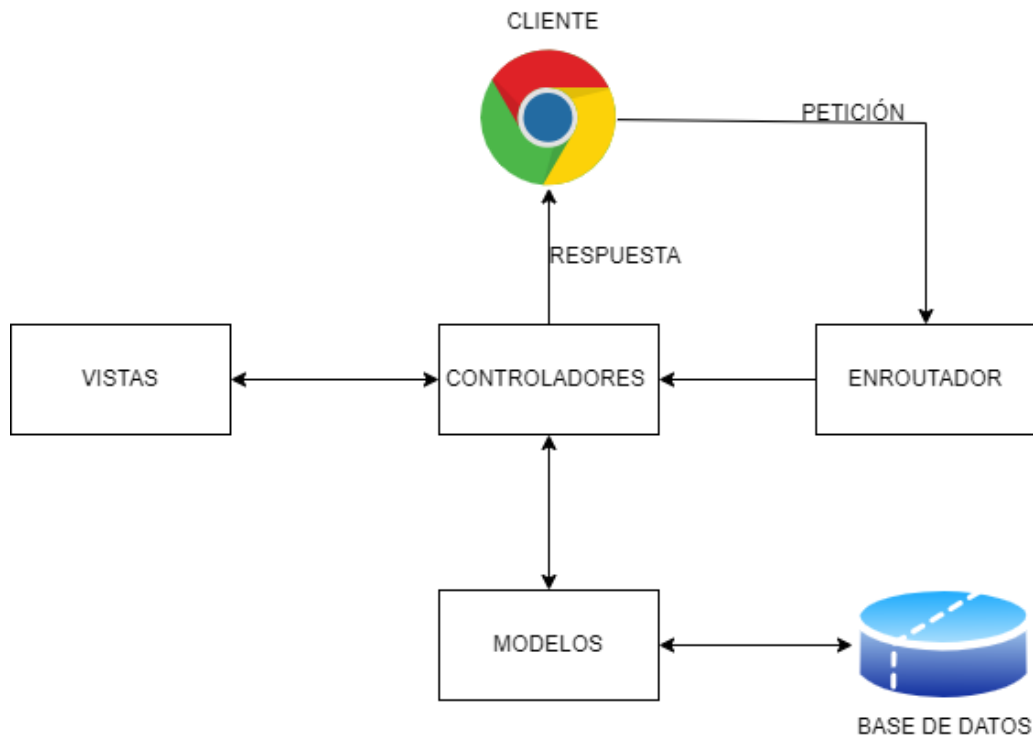 CLIENTE
PETICIÓN
RESPUESTA
VISTAS
CONTROLADORES
ENROUTADOR
MODELOS
BASE DE DATOS